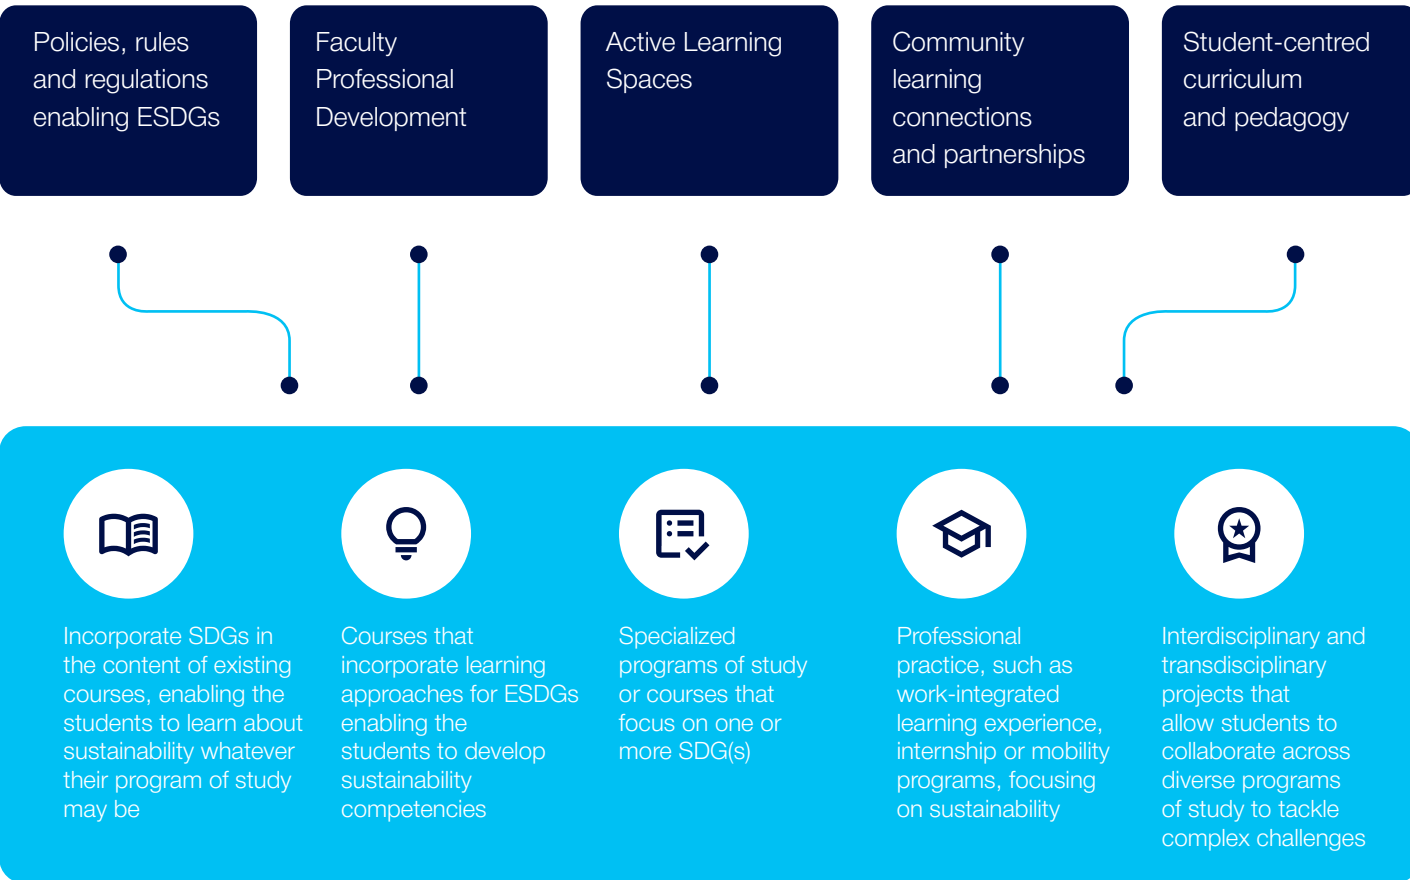 Policies, rules
and regulations
enabling ESDGs
Faculty
Professional
Development
Active Learning
Spaces
Community
learning
connections
and partnerships
Student-centred
curriculum
and pedagogy
Incorporate SDGs in
the content of existing
courses, enabling the
students to learn about
sustainability whatever
their program of study
may be
Courses that
incorporate learning
approaches for ESDGs
enabling the
students to develop
sustainability
competencies
Specialized
programs of study
or courses that
focus on one or
more SDG(s)
Professional
practice, such as
work-integrated
learning experience,
internship or mobility
programs, focusing
on sustainability
Interdisciplinary and
transdisciplinary
projects that
allow students to
collaborate across
diverse programs
of study to tackle
complex challenges